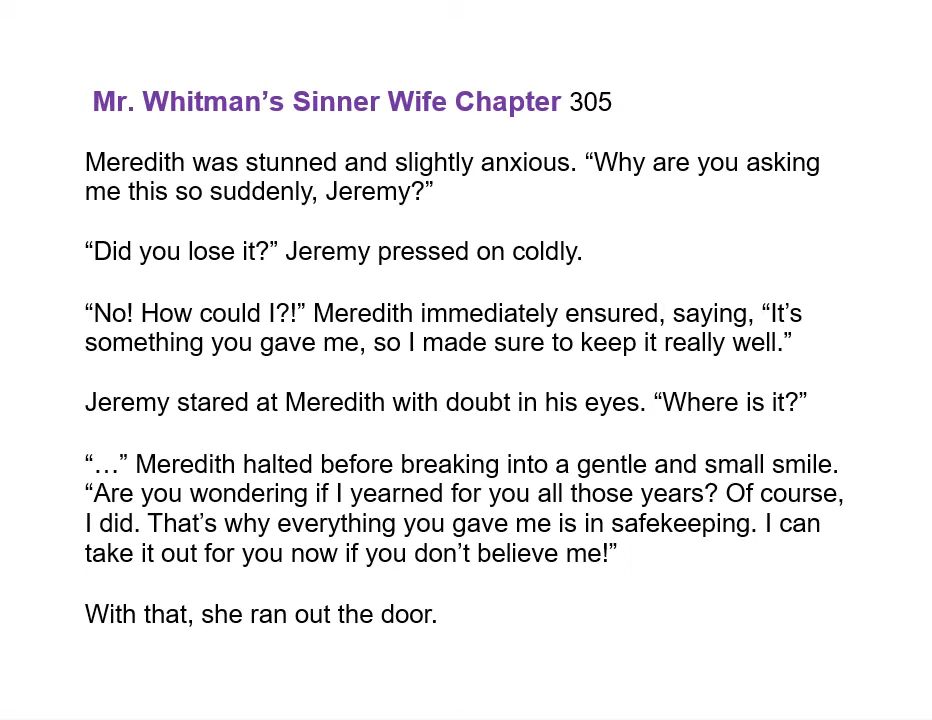 Mr. Whitman’s Sinner Wife Chapter 305
Meredith was stunned and slightly anxious. “Why are you asking
me this so suddenly, Jeremy?”
“Did you lose it?” Jeremy pressed on coldly.
“No! How could I?!” Meredith immediately ensured, saying, “It’s
something you gave me, so I made sure to keep it really well.”
Jeremy stared at Meredith with doubt in his eyes. “Where is it?”
“…” Meredith halted before breaking into a gentle and small smile.
“Are you wondering if I yearned for you all those years? Of course,
I did. That’s why everything you gave me is in safekeeping. I can
take it out for you now if you don’t believe me!”
With that, she ran out the door.